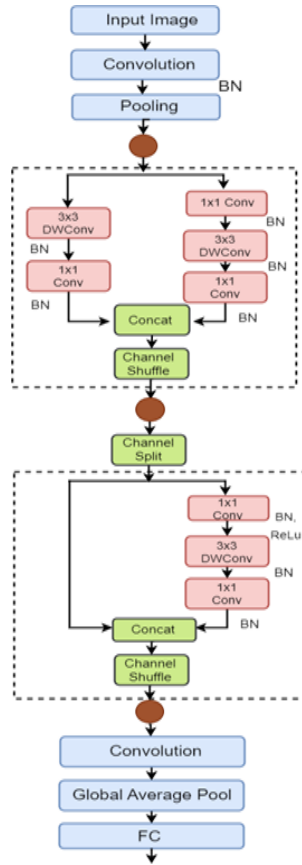 Input Image
Convolution
BN
Pooling
3x3
DWConv
BN
1x1
Conv
BN
1x1 Conv
BN
3x3
DWConv
BN
1x1
Conv
BN
Concat
Channel
Shuffle
Channel
Split
1x1
Conv
BN,
ReLu
3x3
DWConv
BN
1x1
Conv
BN
Concat
Channel
Shuffle
Convolution
Global Average Pool
FC